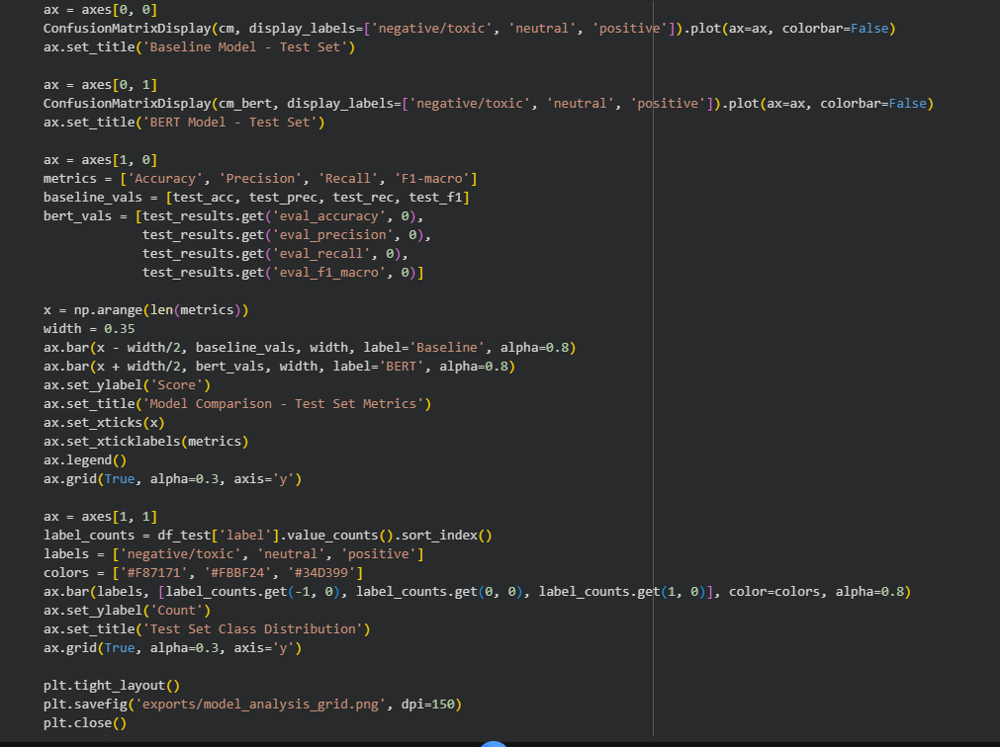 ax = axes[0, 0]
ConfusionMatrixDisplay(cm, display_labels=['negative/toxic', 'neutral', 'positive']).plot(ax=ax, colorbar=False)
ax.set_title('Baseline Model - Test Set')

ax = axes[0, 1]
ConfusionMatrixDisplay(cm_bert, display_labels=['negative/toxic', 'neutral', 'positive']).plot(ax=ax, colorbar=False)
ax.set_title('BERT Model - Test Set')

ax = axes[1, 0]
metrics = ['Accuracy', 'Precision', 'Recall', 'F1-macro']
baseline_vals = [test_acc, test_prec, test_rec, test_f1]
bert_vals = [test_results.get('eval_accuracy', 0),
             test_results.get('eval_precision', 0),
             test_results.get('eval_recall', 0),
             test_results.get('eval_f1_macro', 0)]

x = np.arange(len(metrics))
width = 0.35
ax.bar(x - width/2, baseline_vals, width, label='Baseline', alpha=0.8)
ax.bar(x + width/2, bert_vals, width, label='BERT', alpha=0.8)
ax.set_ylabel('Score')
ax.set_title('Model Comparison - Test Set Metrics')
ax.set_xticks(x)
ax.set_xticklabels(metrics)
ax.legend()
ax.grid(True, alpha=0.3, axis='y')

ax = axes[1, 1]
label_counts = df_test['label'].value_counts().sort_index()
labels = ['negative/toxic', 'neutral', 'positive']
colors = ['#F87171', '#FBBF24', '#34D399']
ax.bar(labels, [label_counts.get(-1, 0), label_counts.get(0, 0), label_counts.get(1, 0)], color=colors, alpha=0.8)
ax.set_ylabel('Count')
ax.set_title('Test Set Class Distribution')
ax.grid(True, alpha=0.3, axis='y')

plt.tight_layout()
plt.savefig('exports/model_analysis_grid.png', dpi=150)
plt.close()